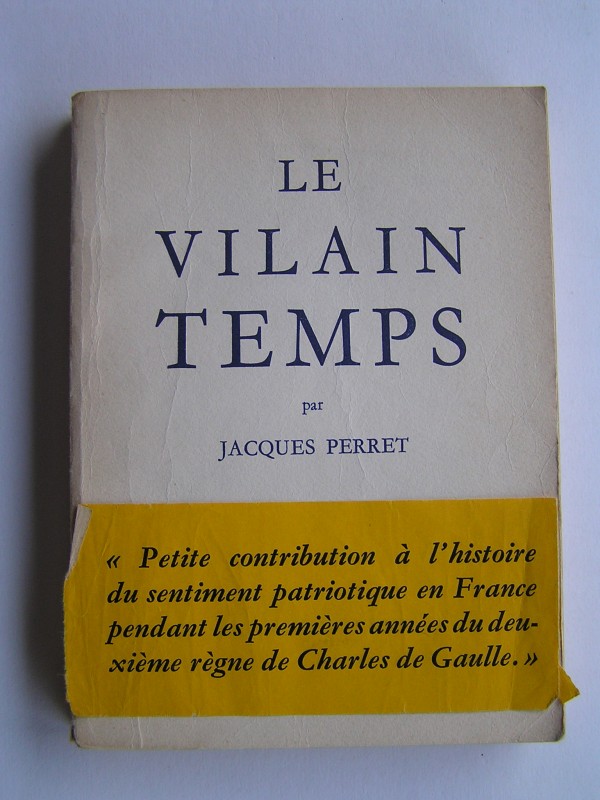 LE
VILAIN
TEMPS
par
JACQUES PERRET
« Petite contribution à l'histoire
du sentiment patriotique en France
pendant les premières années du deu-
xième règne de Charles de Gaulle. »